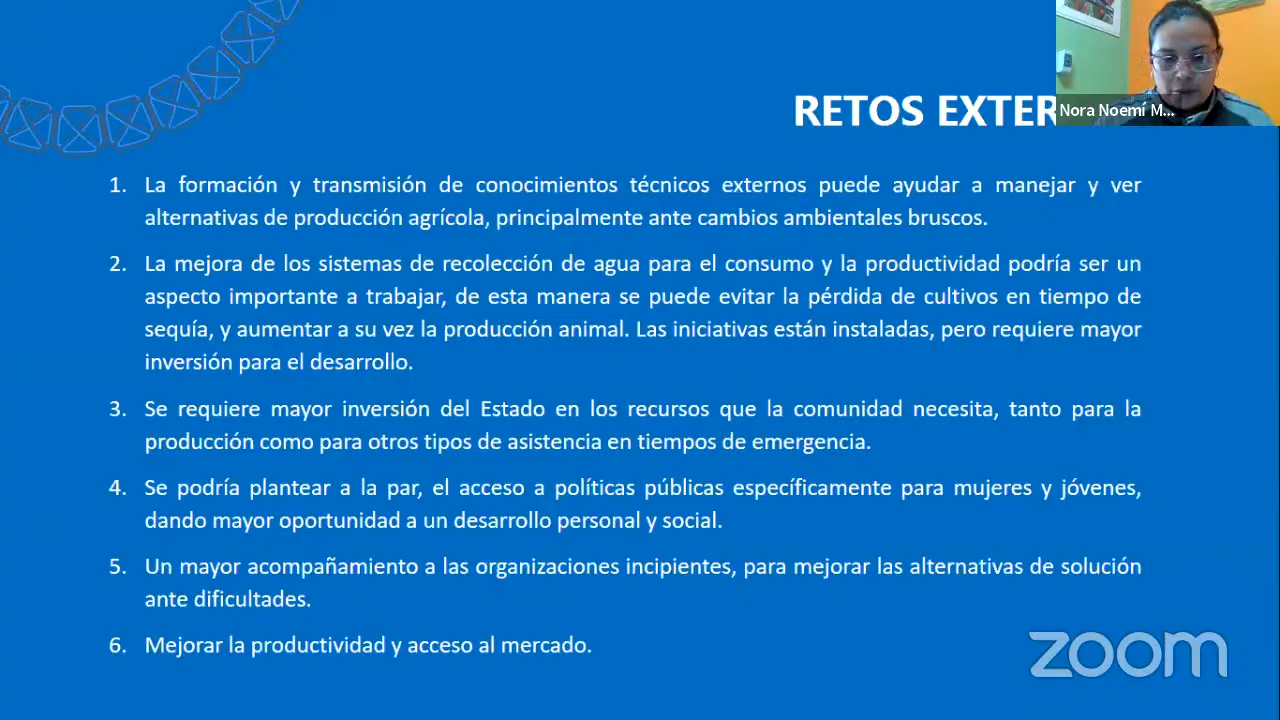 RETOS EXTER
Nora Noemí M...
1. La formación y transmisión de conocimientos técnicos externos puede ayudar a manejar y ver
alternativas de producción agrícola, principalmente ante cambios ambientales bruscos.
2. La mejora de los sistemas de recolección de agua para el consumo y la productividad podría ser un
aspecto importante a trabajar, de esta manera se puede evitar la pérdida de cultivos en tiempo de
sequía, y aumentar a su vez la producción animal. Las iniciativas están instaladas, pero requiere mayor
inversión para el desarrollo.
3. Se requiere mayor inversión del Estado en los recursos que la comunidad necesita, tanto para la
producción como para otros tipos de asistencia en tiempos de emergencia.
4. Se podría plantear a la par, el acceso a políticas públicas específicamente para mujeres y jóvenes,
dando mayor oportunidad a un desarrollo personal y social.
5. Un mayor acompañamiento a las organizaciones incipientes, para mejorar las alternativas de solución
ante dificultades.
6. Mejorar la productividad y acceso al mercado.
zoom